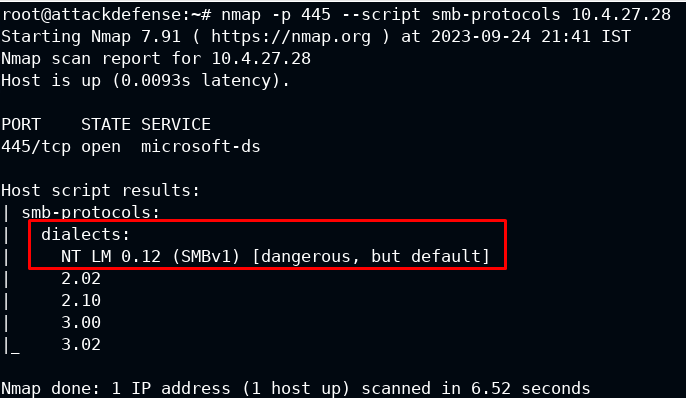 root@attackdefense:~# nmap -p 445 --script smb-protocols 10.4.27.28
Starting Nmap 7.91 ( https://nmap.org ) at 2023-09-24 21:41 IST
Nmap scan report for 10.4.27.28
Host is up (0.0093s latency).

PORT    STATE SERVICE
445/tcp open  microsoft-ds

Host script results:
| smb-protocols:
|   dialects:
|     NT LM 0.12 (SMBv1) [dangerous, but default]
|     2.02
|     2.10
|     3.00
|_    3.02

Nmap done: 1 IP address (1 host up) scanned in 6.52 seconds